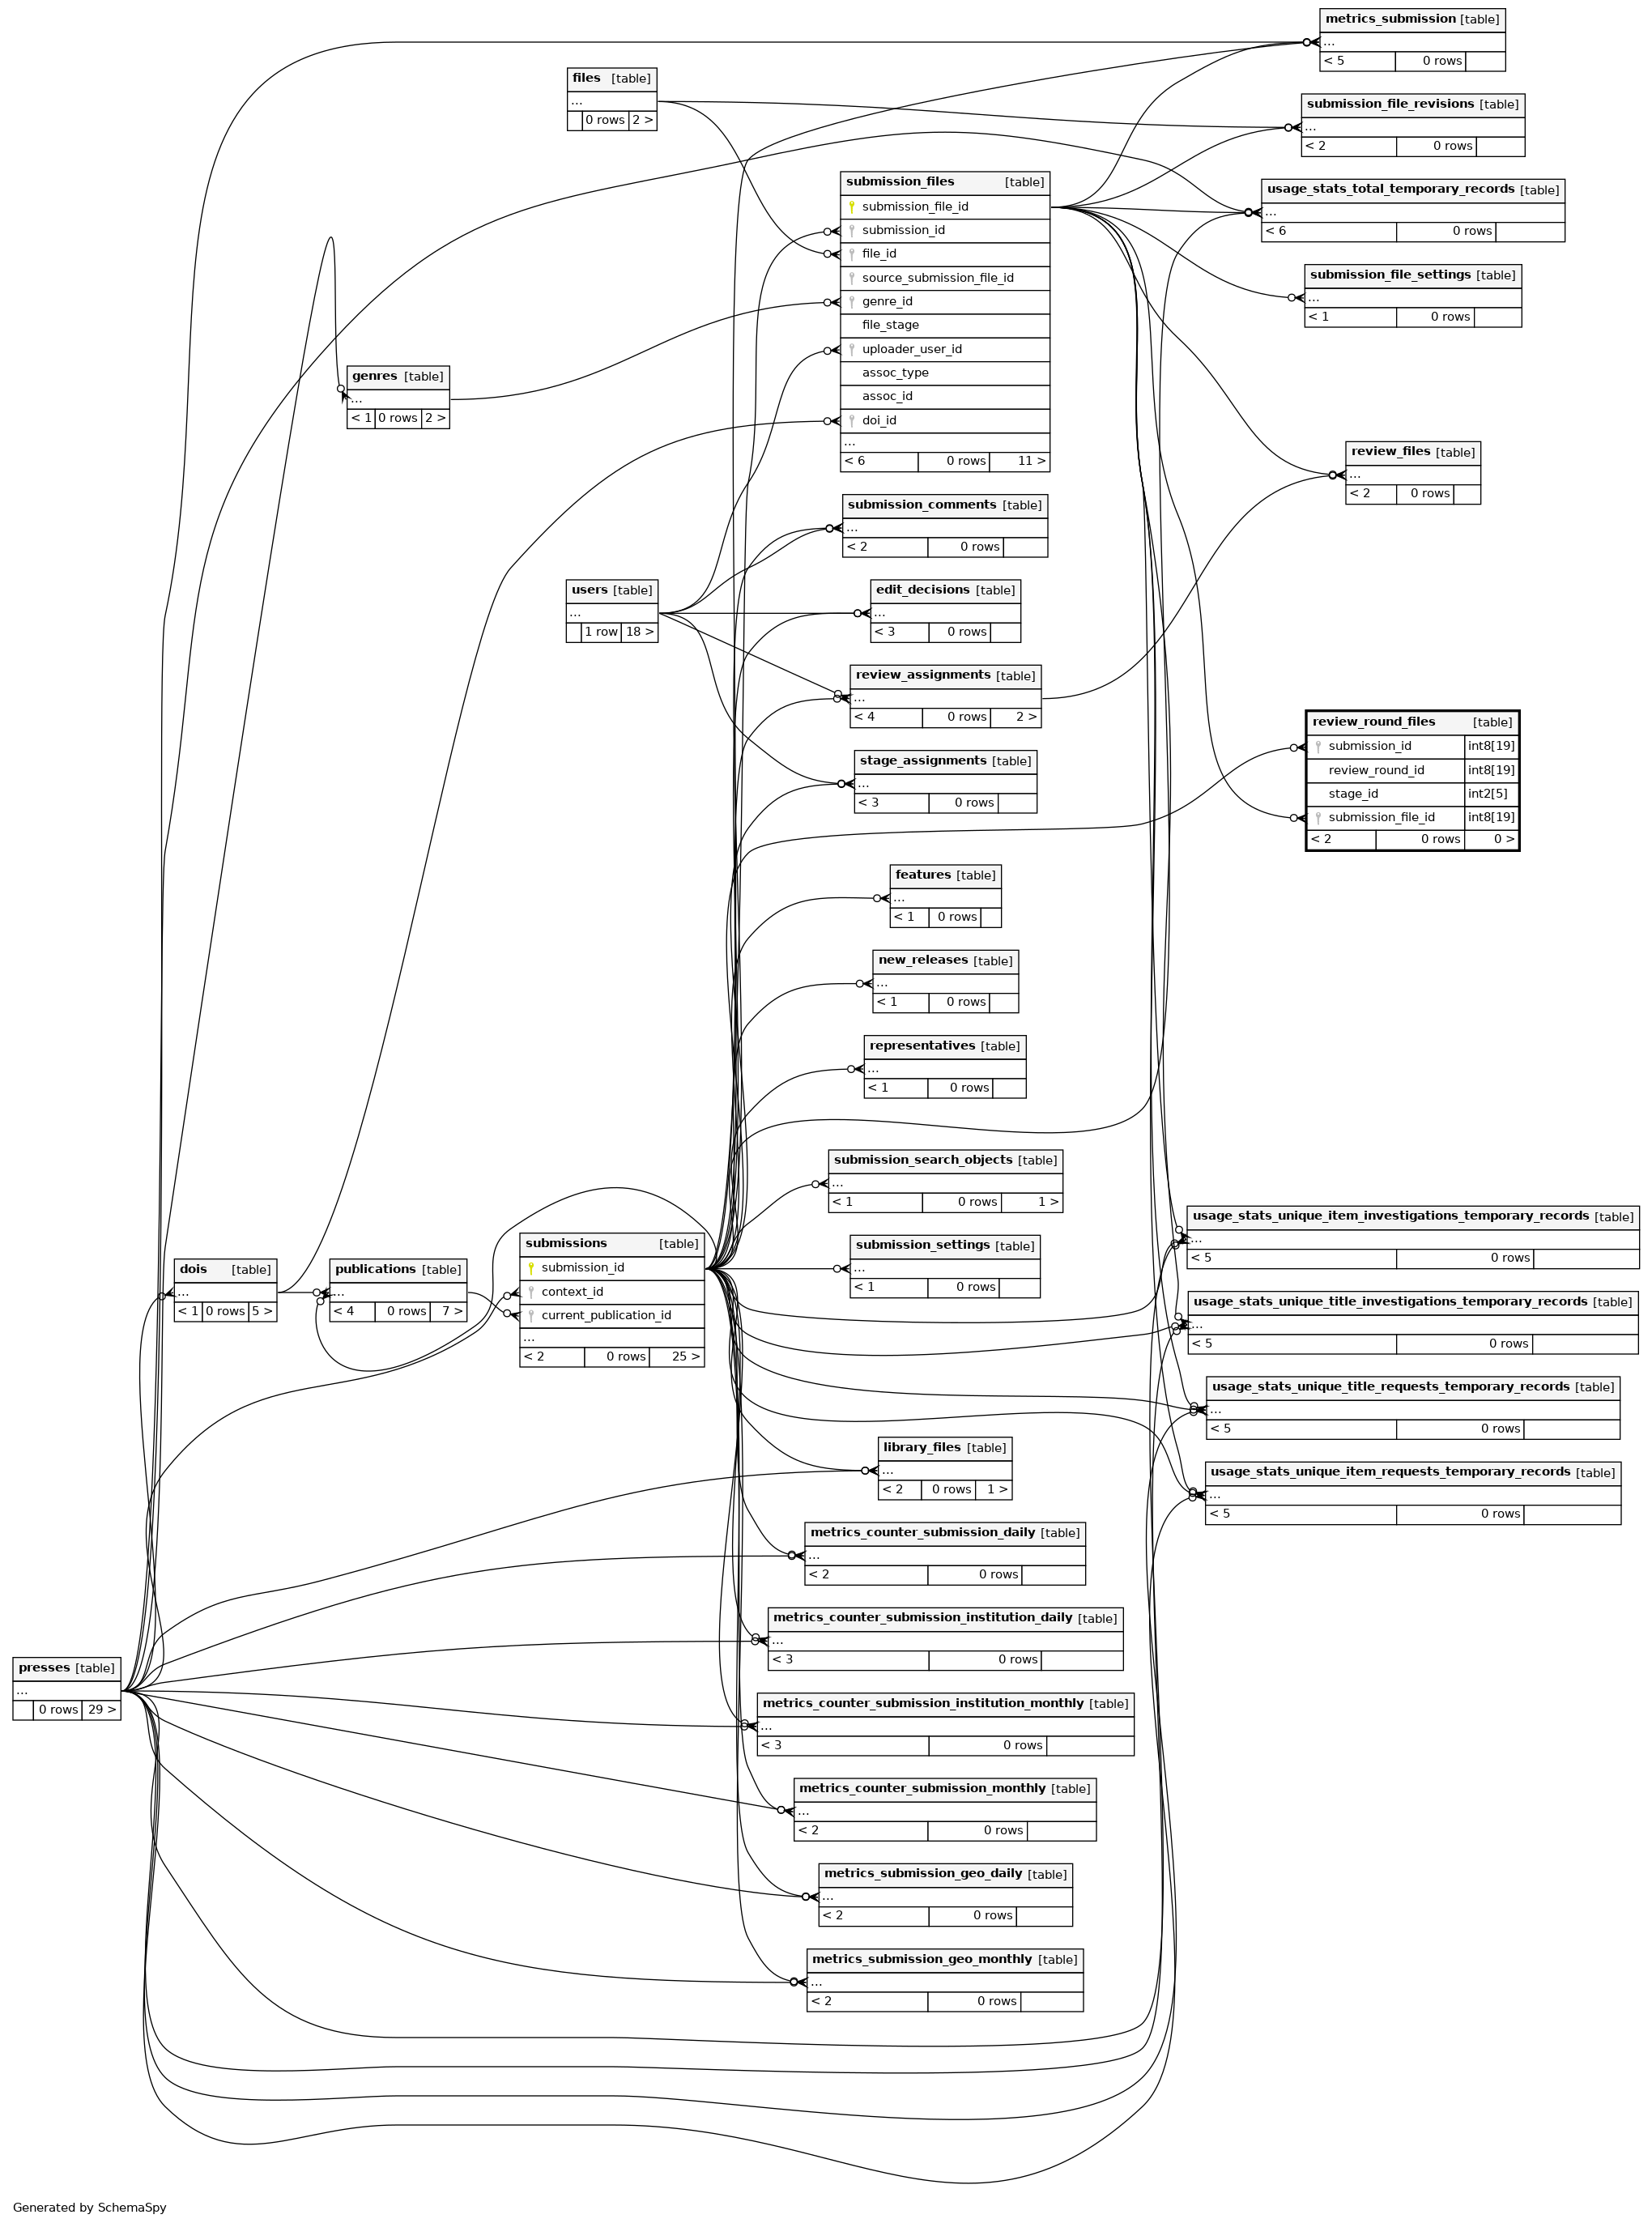 metrics_submission [table]
...
< 5 0 rows
files [table]
...
0 rows 2 >
submission_file_revisions [table]
...
< 2 0 rows
submission_files [table]
submission_file_id
submission_id
file_id
source_submission_file_id
genre_id
file_stage
uploader_user_id
assoc_type
assoc_id
doi_id
...
< 6 0 rows 11 >
usage_stats_total_temporary_records [table]
...
< 6 0 rows
submission_file_settings [table]
...
< 1 0 rows
genres [table]
...
< 1 0 rows 2 >
review_files [table]
...
< 2 0 rows
submission_comments [table]
...
< 2 0 rows
users [table]
...
1 row 18 >
edit_decisions [table]
...
< 3 0 rows
review_assignments [table]
...
< 4 0 rows 2 >
review_round_files [table]
submission_id int8[19]
review_round_id int8[19]
stage_id int2[5]
submission_file_id int8[19]
< 2 0 rows 0 >
stage_assignments [table]
...
< 3 0 rows
features [table]
...
< 1 0 rows
new_releases [table]
...
< 1 0 rows
representatives [table]
...
< 1 0 rows
submission_search_objects [table]
...
< 1 0 rows 1 >
usage_stats_unique_item_investigations_temporary_records [table]
...
< 5 0 rows
dois [table]
...
< 1 0 rows 5 >
publications [table]
...
< 4 0 rows 7 >
submissions [table]
submission_id
context_id
current_publication_id
...
< 2 0 rows 25 >
submission_settings [table]
...
< 1 0 rows
usage_stats_unique_title_investigations_temporary_records [table]
...
< 5 0 rows
usage_stats_unique_title_requests_temporary_records [table]
...
< 5 0 rows
library_files [table]
...
< 2 0 rows 1 >
usage_stats_unique_item_requests_temporary_records [table]
...
< 5 0 rows
metrics_counter_submission_daily [table]
...
< 2 0 rows
metrics_counter_submission_institution_daily [table]
...
< 3 0 rows
presses [table]
...
0 rows 29 >
metrics_counter_submission_institution_monthly [table]
...
< 3 0 rows
metrics_counter_submission_monthly [table]
...
< 2 0 rows
metrics_submission_geo_daily [table]
...
< 2 0 rows
metrics_submission_geo_monthly [table]
...
< 2 0 rows
Generated by SchemaSpy